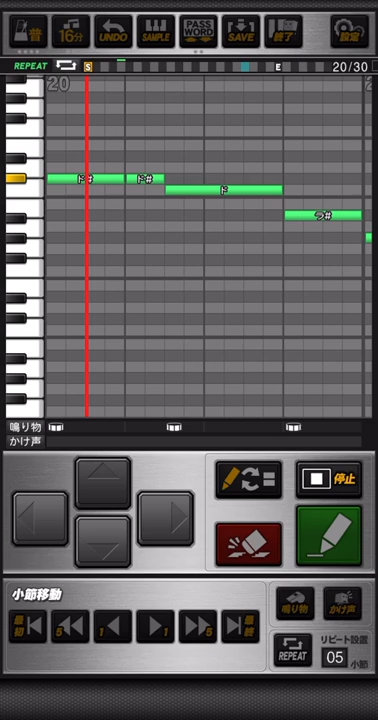 普 16分 UNDO SAMPLE PASS WORD SAVE 終了 設定
REPEAT S E 20/30
20 2
ド# ド#
ド
ラ#
鳴り物
かけ声
停止
小節移動
鳴り物 かけ声
最初 5 1 1 5 最終
リピート設置
REPEAT 05 小節